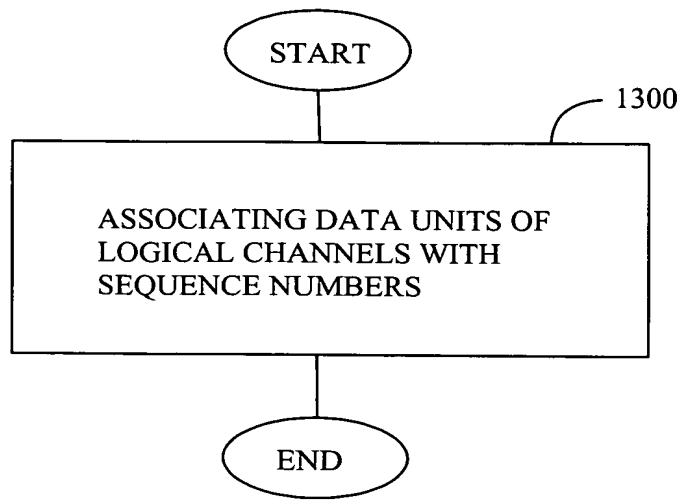 START
1300
ASSOCIATING DATA UNITS OF
LOGICAL CHANNELS WITH
SEQUENCE NUMBERS
END